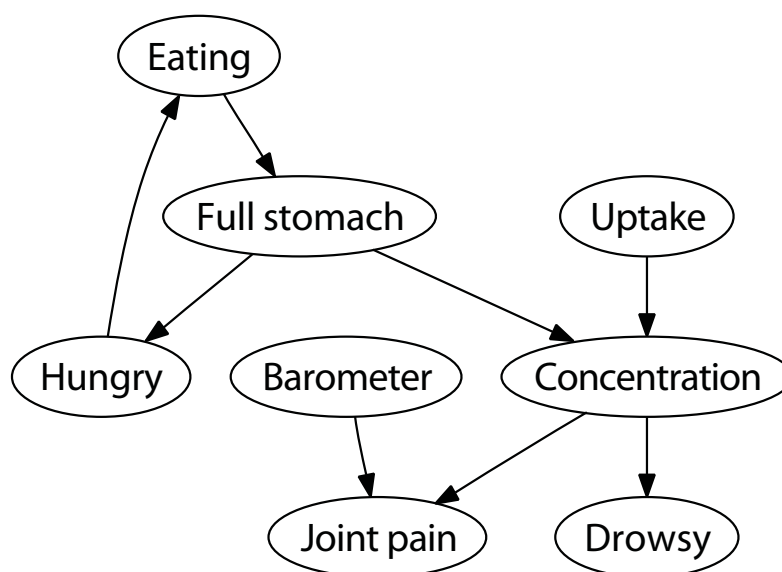 Eating
Full stomach
Uptake
Hungry
Barometer
Concentration
Joint pain
Drowsy